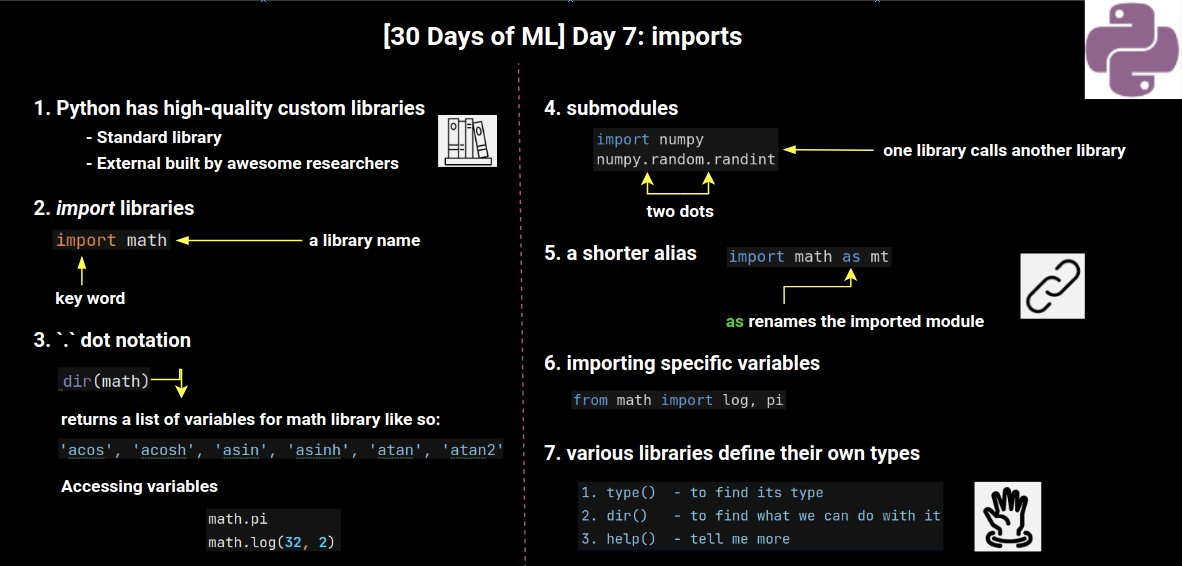 [30 Days of ML] Day 7: imports
1. Python has high-quality custom libraries
- Standard library
- External built by awesome researchers
2. import libraries
import math
a library name
key word
3. `.` dot notation
dir(math)
returns a list of variables for math library like so:
'acos', 'acosh', 'asin', 'asinh', 'atan', 'atan2'
Accessing variables
math.pi
math.log(32, 2)
4. submodules
import numpy
numpy.random.randint
one library calls another library
two dots
5. a shorter alias
import math as mt
as renames the imported module
6. importing specific variables
from math import log, pi
7. various libraries define their own types
1. type() - to find its type
2. dir() - to find what we can do with it
3. help() - tell me more